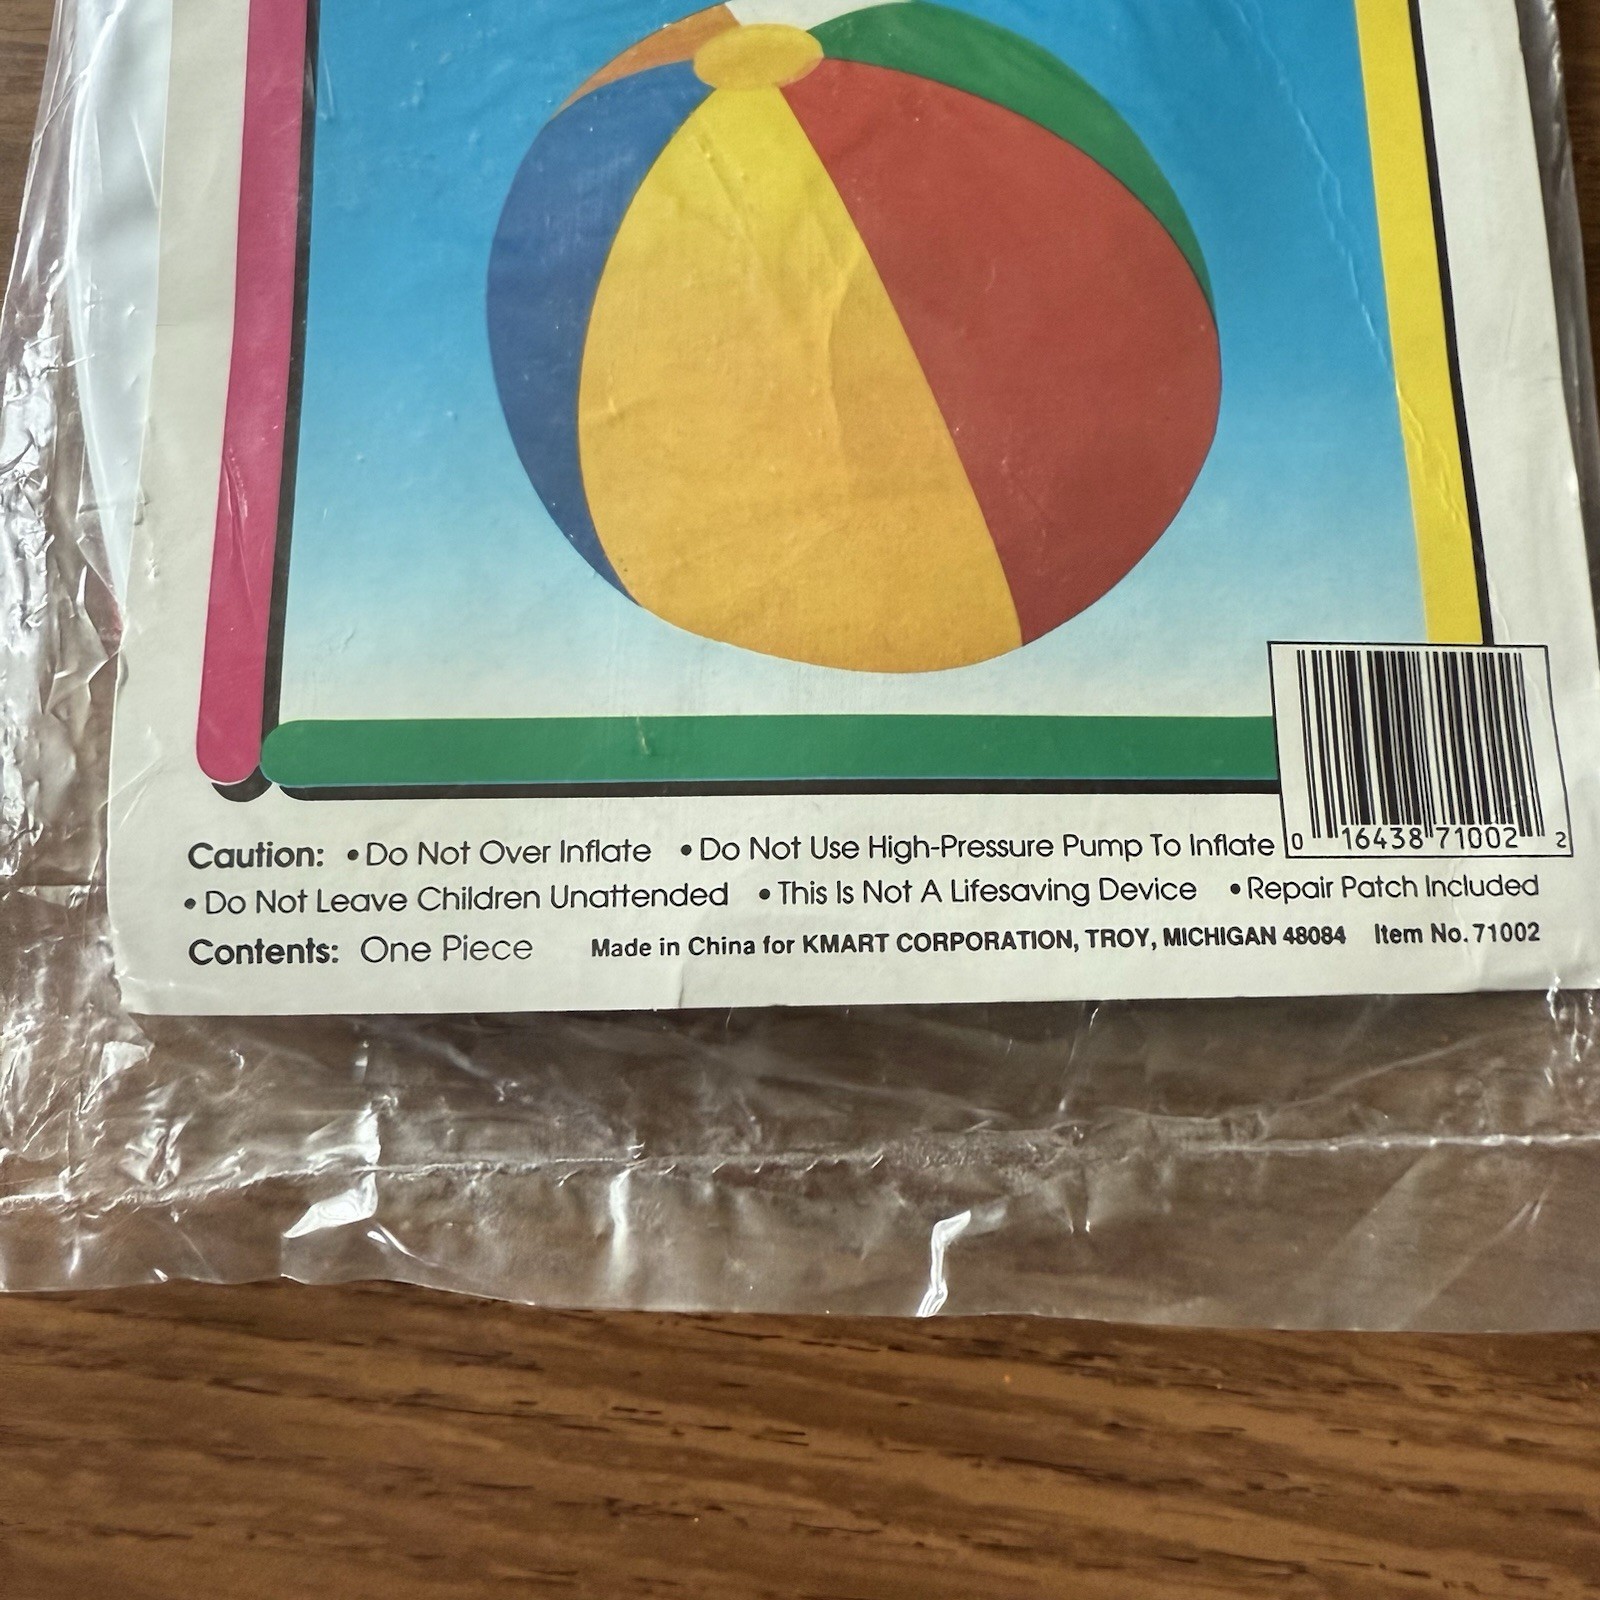 Caution: • Do Not Over Inflate • Do Not Use High-Pressure Pump To Inflate
0 16438 71002 2
• Do Not Leave Children Unattended • This Is Not A Lifesaving Device • Repair Patch Included
Contents: One Piece Made in China for KMART CORPORATION, TROY, MICHIGAN 48084 Item No. 71002